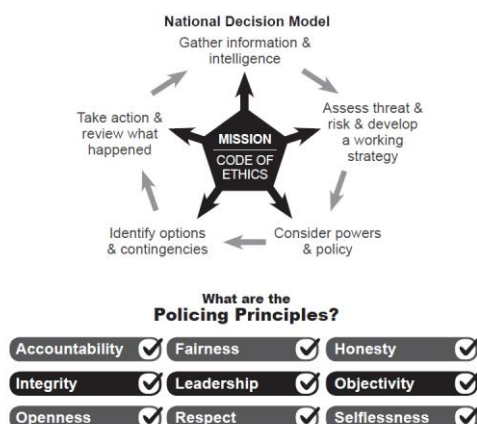 National Decision Model
Gather information &
intelligence
Assess threat &
risk & develop
a working
strategy
Consider powers
& policy
Identify options
& contingencies
Take action &
review what
happened
MISSION
CODE OF
ETHICS
What are the
Policing Principles?
Accountability
Fairness
Honesty
Integrity
Leadership
Objectivity
Openness
Respect
Selflessness